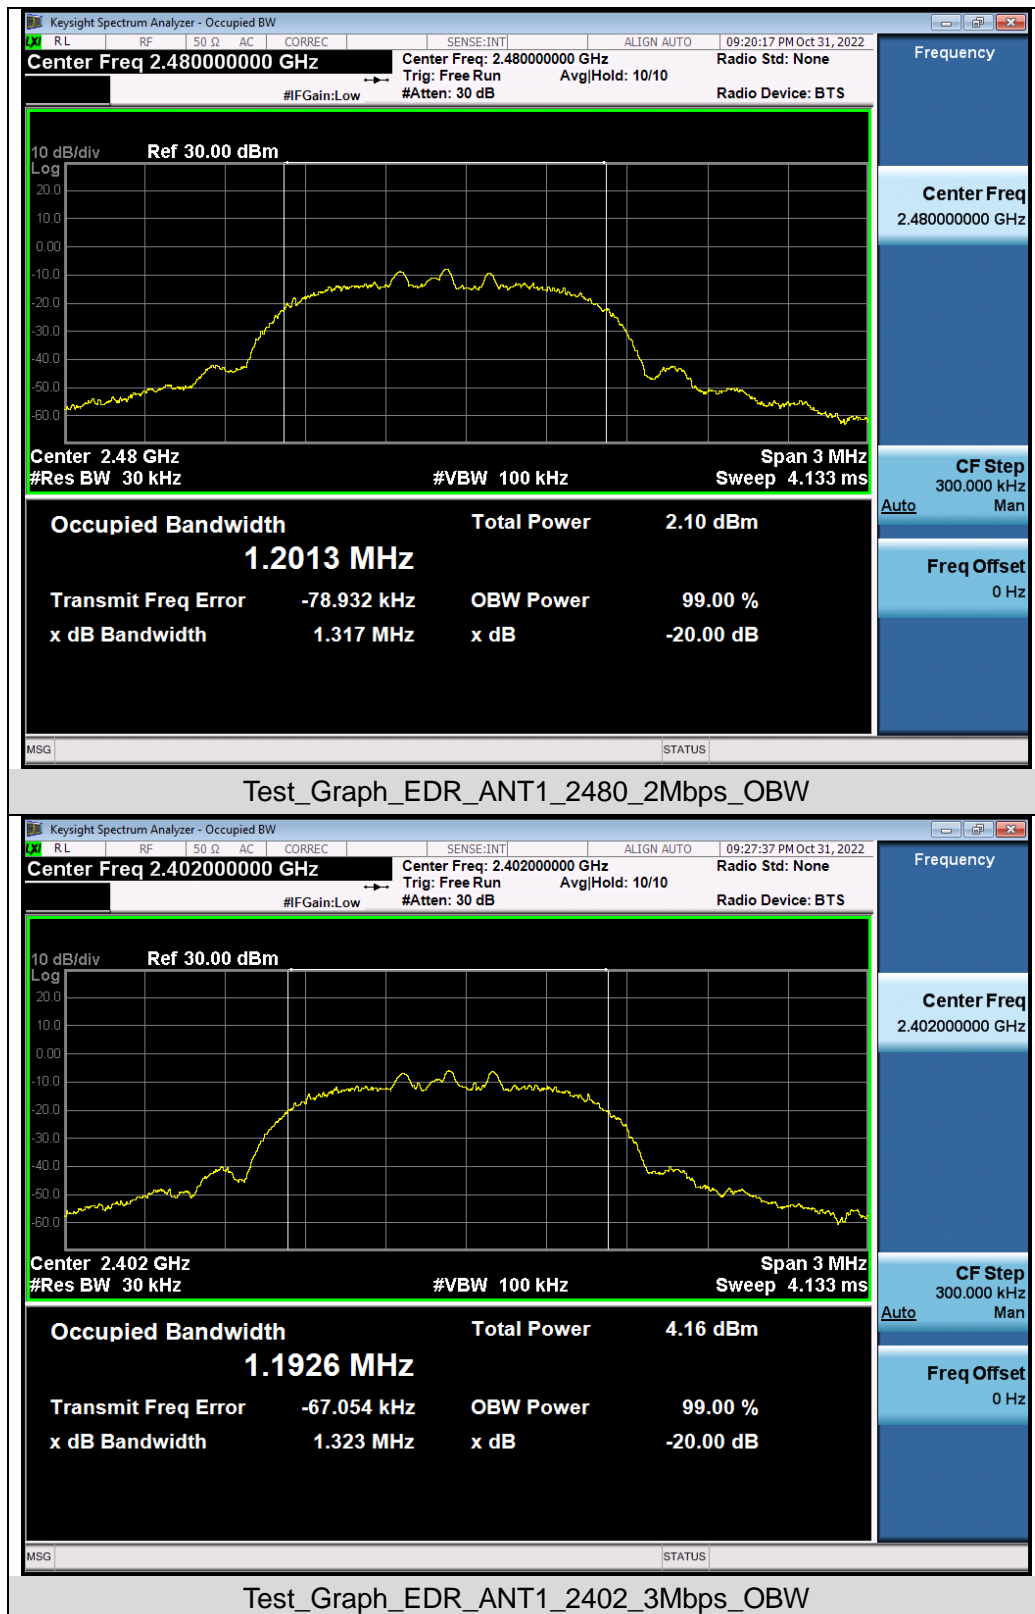 Keysight Spectrum Analyzer - Occupied BW
LXI RL RF 50 Ω AC CORREC SENSE:INT ALIGN AUTO 09:20:17 PM Oct 31, 2022
Center Freq 2.480000000 GHz Center Freq: 2.480000000 GHz Radio Std: None Frequency
Trig: Free Run Avg|Hold: 10/10
#IFGain:Low #Atten: 30 dB Radio Device: BTS
10 dB/div Ref 30.00 dBm
Log
20.0
10.0
0.00
-10.0
-20.0
-30.0
-40.0
-50.0
-60.0
Center Freq
2.480000000 GHz
Center 2.48 GHz Span 3 MHz
#Res BW 30 kHz #VBW 100 kHz Sweep 4.133 ms
CF Step
300.000 kHz
Auto Man
Occupied Bandwidth Total Power 2.10 dBm
1.2013 MHz
Freq Offset
0 Hz
Transmit Freq Error -78.932 kHz OBW Power 99.00 %
x dB Bandwidth 1.317 MHz x dB -20.00 dB
MSG STATUS
Test_Graph_EDR_ANT1_2480_2Mbps_OBW
Keysight Spectrum Analyzer - Occupied BW
LXI RL RF 50 Ω AC CORREC SENSE:INT ALIGN AUTO 09:27:37 PM Oct 31, 2022
Center Freq 2.402000000 GHz Center Freq: 2.402000000 GHz Radio Std: None Frequency
Trig: Free Run Avg|Hold: 10/10
#IFGain:Low #Atten: 30 dB Radio Device: BTS
10 dB/div Ref 30.00 dBm
Log
20.0
10.0
0.00
-10.0
-20.0
-30.0
-40.0
-50.0
-60.0
Center Freq
2.402000000 GHz
Center 2.402 GHz Span 3 MHz
#Res BW 30 kHz #VBW 100 kHz Sweep 4.133 ms
CF Step
300.000 kHz
Auto Man
Occupied Bandwidth Total Power 4.16 dBm
1.1926 MHz
Freq Offset
0 Hz
Transmit Freq Error -67.054 kHz OBW Power 99.00 %
x dB Bandwidth 1.323 MHz x dB -20.00 dB
MSG STATUS
Test_Graph_EDR_ANT1_2402_3Mbps_OBW